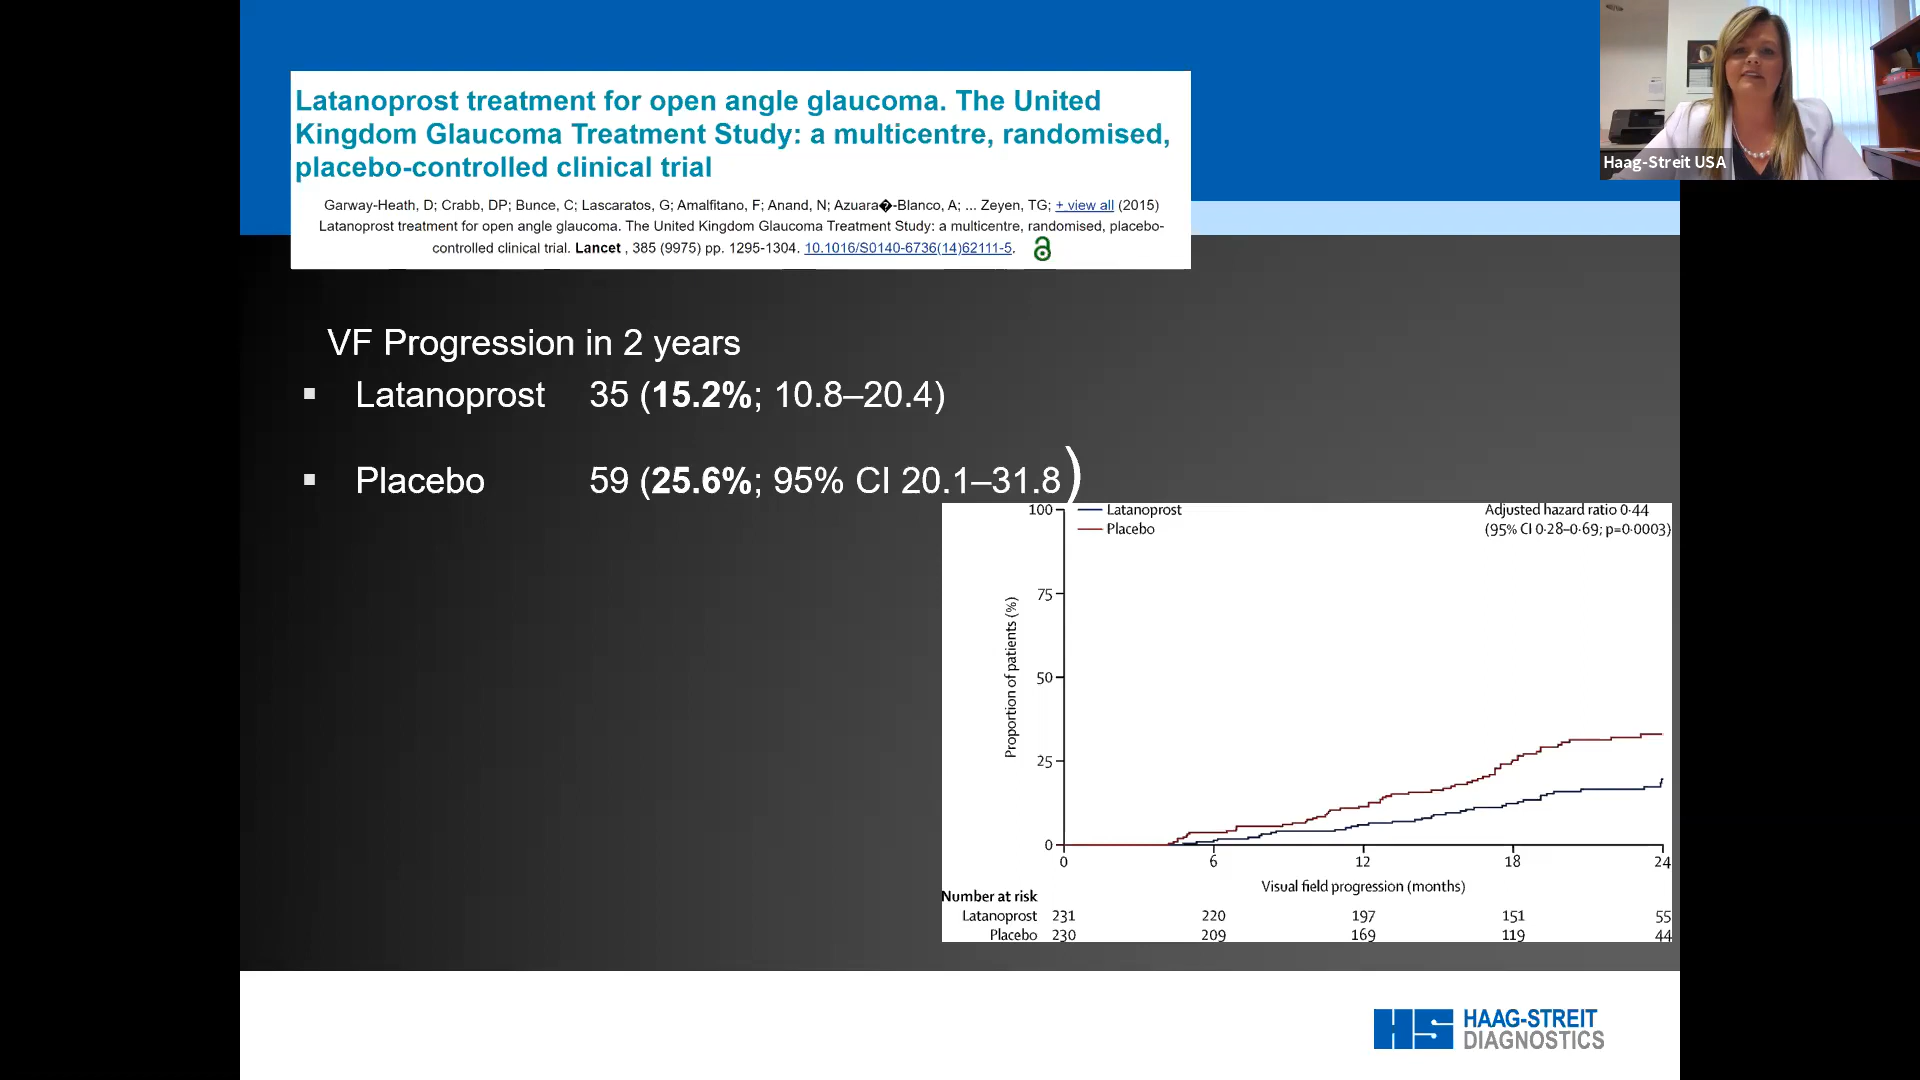 Latanoprost treatment for open angle glaucoma. The United
Kingdom Glaucoma Treatment Study: a multicentre, randomised,
placebo-controlled clinical trial
Garway-Heath, D; Crabb, DP; Bunce, C; Lascaratos, G; Amalfitano, F; Anand, N; Azuara�-Blanco, A; ... Zeyen, TG; + view all (2015)
Latanoprost treatment for open angle glaucoma. The United Kingdom Glaucoma Treatment Study: a multicentre, randomised, placebo-
controlled clinical trial. Lancet , 385 (9975) pp. 1295-1304. 10.1016/S0140-6736(14)62111-5.
Haag-Streit USA
VF Progression in 2 years
▪ Latanoprost 35 (15.2%; 10.8–20.4)
▪ Placebo 59 (25.6%; 95% CI 20.1–31.8)
Latanoprost
Placebo
Adjusted hazard ratio 0·44
(95% CI 0·28–0·69; p=0·0003)
Proportion of patients (%)
100
75
50
25
0
0 6 12 18 24
Visual field progression (months)
Number at risk
Latanoprost 231 220 197 151 55
Placebo 230 209 169 119 44
HS HAAG-STREIT
DIAGNOSTICS